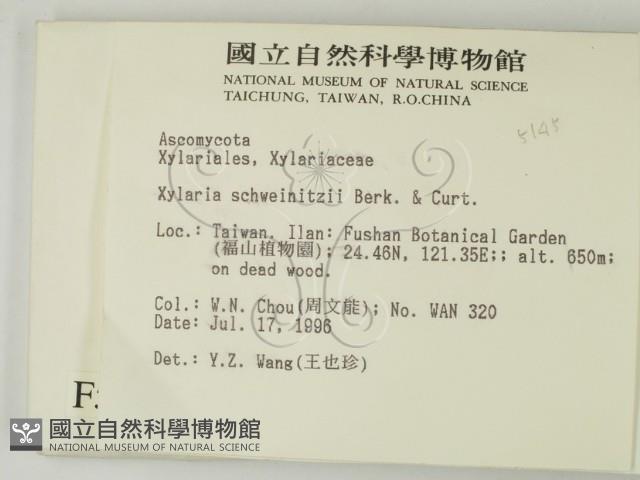 國立自然科學博物館
NATIONAL MUSEUM OF NATURAL SCIENCE
TAICHUNG, TAIWAN, R.O.CHINA
5145
Ascomycota
Xylariales, Xylariaceae
Xylaria schweinitzii Berk. & Curt.
Loc.: Taiwan. Ilan: Fushan Botanical Garden
(福山植物園); 24.46N, 121.35E;; alt. 650m;
on dead wood.
Col.: W.N. Chou(周文能); No. WAN 320
Date: Jul. 17, 1996
Det.: Y.Z. Wang(王也珍)
國立自然科學博物館
NATIONAL MUSEUM OF NATURAL SCIENCE